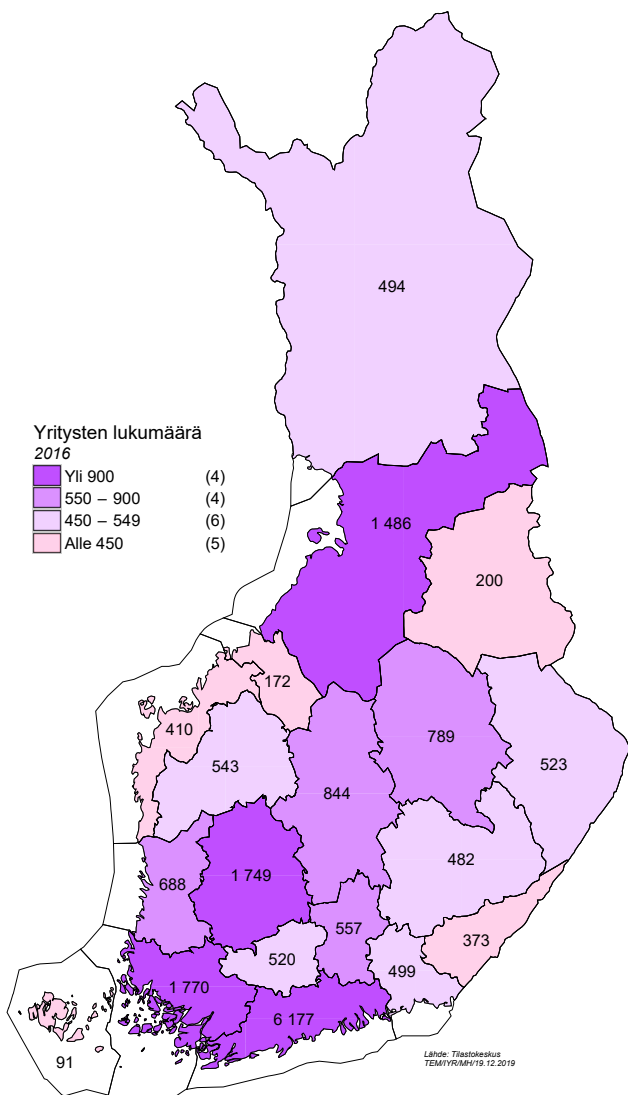 494
Yritysten lukumäärä
2016
Yli 900 (4)
550 – 900 (4)
450 – 549 (6)
Alle 450 (5)
1 486
200
172
410
789
543
523
844
482
1 749
688
557
373
520
499
1 770
6 177
91
Lähde: Tilastokeskus
TEM/IYR/MH/19.12.2019